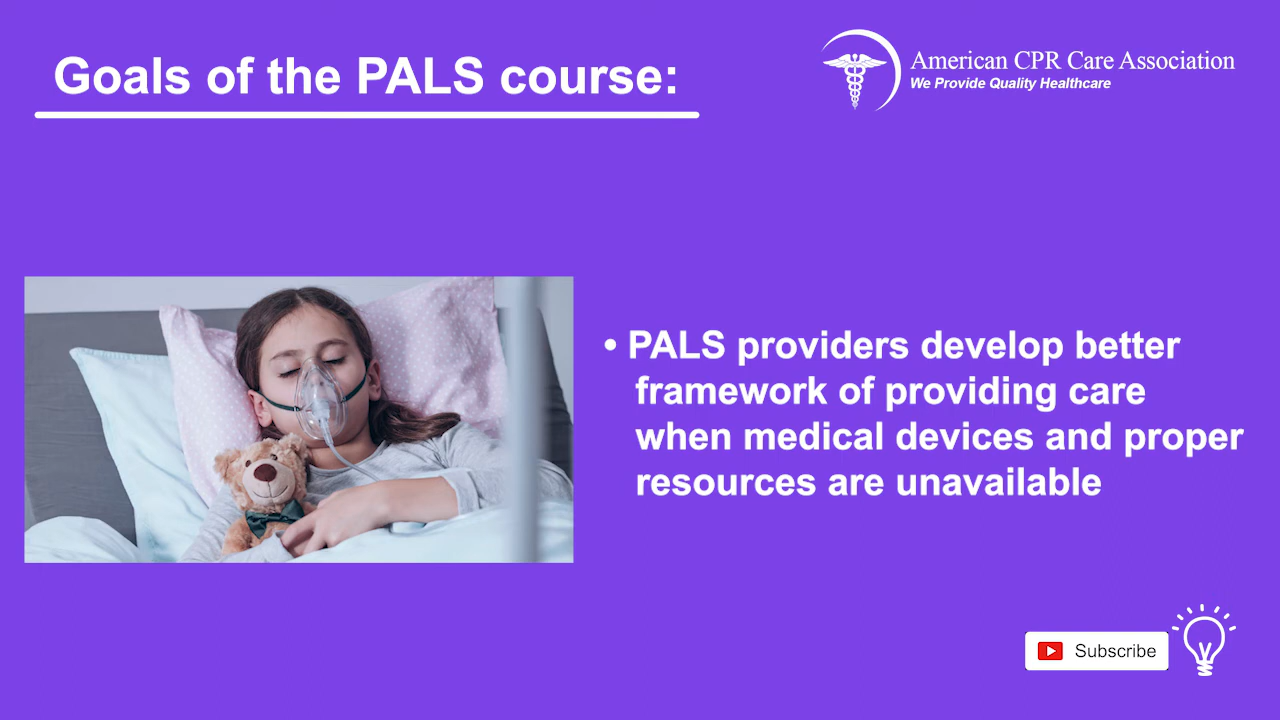 Goals of the PALS course:
American CPR Care Association
We Provide Quality Healthcare
• PALS providers develop better
framework of providing care
when medical devices and proper
resources are unavailable
Subscribe